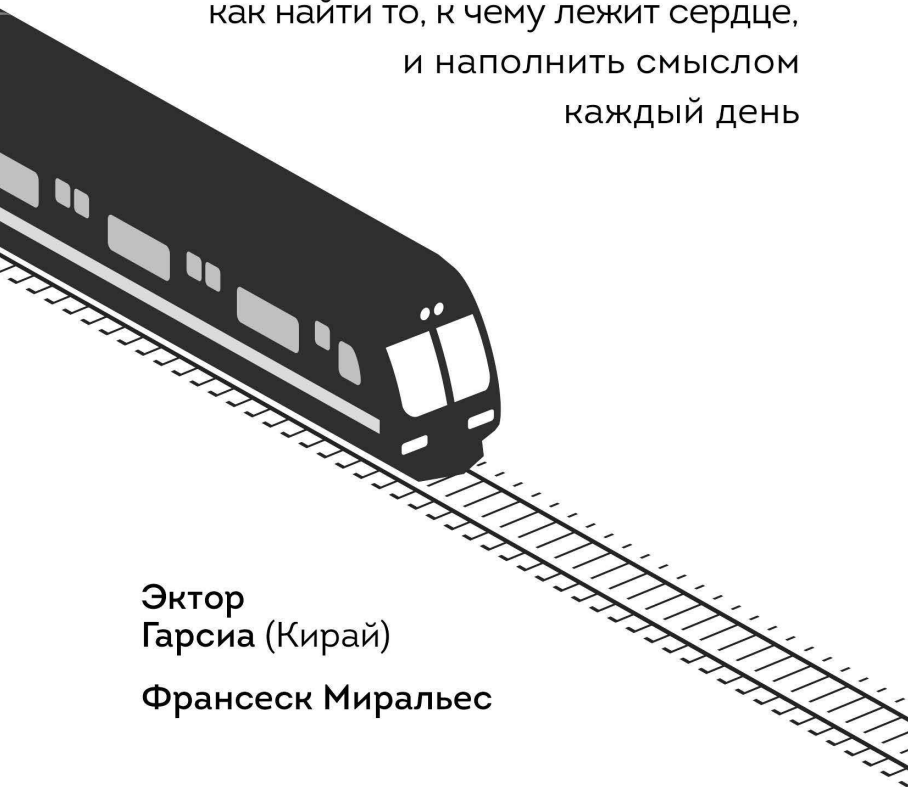 как найти то, к чему лежит сердце,
и наполнить смыслом
каждый день
Эктор
Гарсиа (Кирай)
Франсеск Миральес